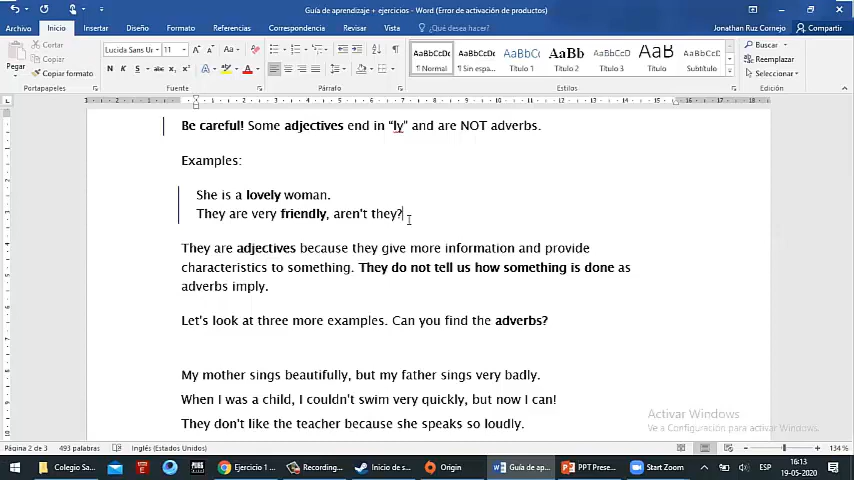 Guía de aprendizaje + ejercicios - Word (Error de activación de productos)
Archivo Inicio Insertar Diseño Formato Referencias Correspondencia Revisar Vista ¿Qué desea hacer? Jonathan Ruz Cornejo Compartir
Pegar
Cortar
Copiar
Copiar formato
Portapapeles
Lucida Sans 11
N K S abc x₂ x²
Fuente
Párrafo
AaBbCcDc AaBbCcDc AaBbCc AaBb AaBbCcD AaB AaBbCcD
¶ Normal ¶ Sin espa... Título 1 Título 2 Título 3 Título Subtítulo
Estilos
Buscar
Reemplazar
Seleccionar
Edición
Be careful! Some adjectives end in “ly” and are NOT adverbs.
Examples:
She is a lovely woman.
They are very friendly, aren't they?
They are adjectives because they give more information and provide
characteristics to something. They do not tell us how something is done as
adverbs imply.
Let's look at three more examples. Can you find the adverbs?
My mother sings beautifully, but my father sings very badly.
When I was a child, I couldn't swim very quickly, but now I can!
They don't like the teacher because she speaks so loudly.
Activar Windows
Ve a Configuración para activar Windows.
Página 2 de 3 493 palabras Inglés (Estados Unidos) 134 %
Colegio Sa... Ejercicio 1 ... Recording... Inicio de s... Origin Guía de ap... PPT Prese... Start Zoom ESP 16:13
19-05-2020